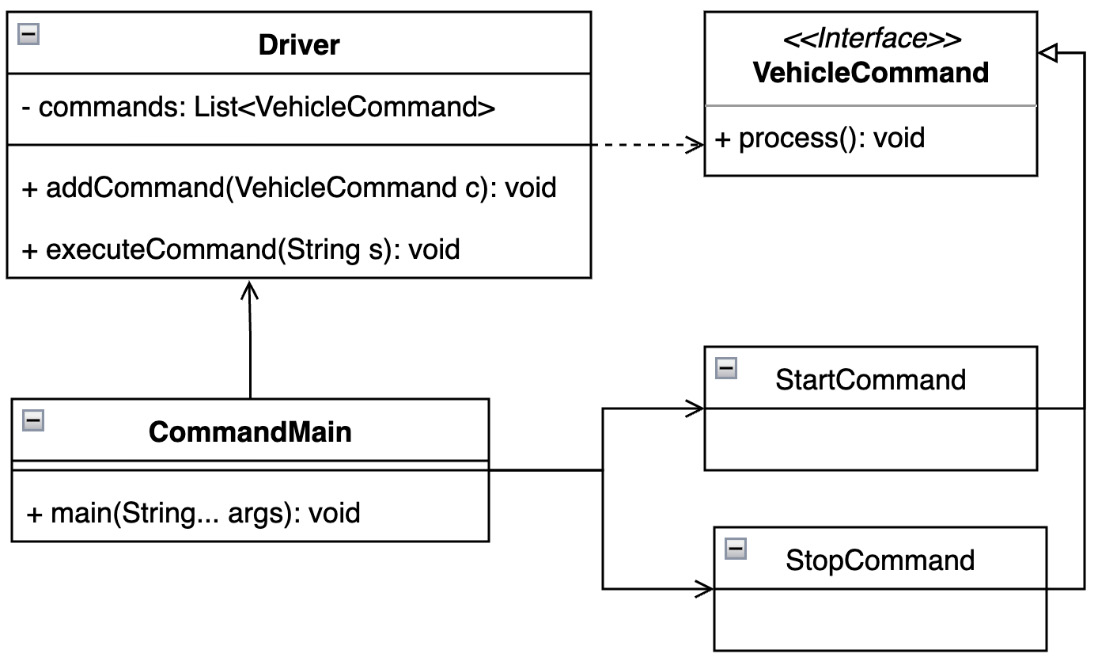 Driver
- commands: List<VehicleCommand>
+ addCommand(VehicleCommand c): void
+ executeCommand(String s): void
<<Interface>>
VehicleCommand
+ process(): void
CommandMain
+ main(String... args): void
StartCommand
StopCommand